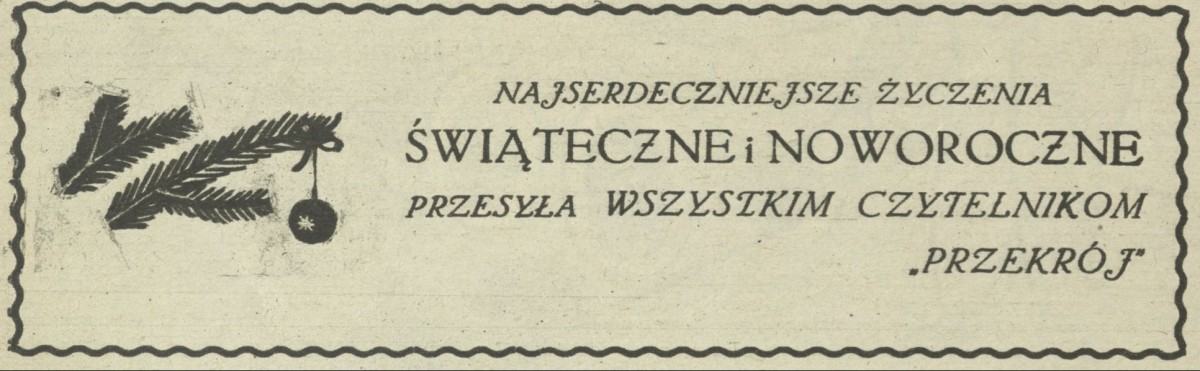 NAJSERDECZNIEJSZE ŻYCZENIA
ŚWIĄTECZNE i NOWOROCZNE
PRZESYŁA WSZYSTKIM CZYTELNIKOM
„PRZEKRÓJ”